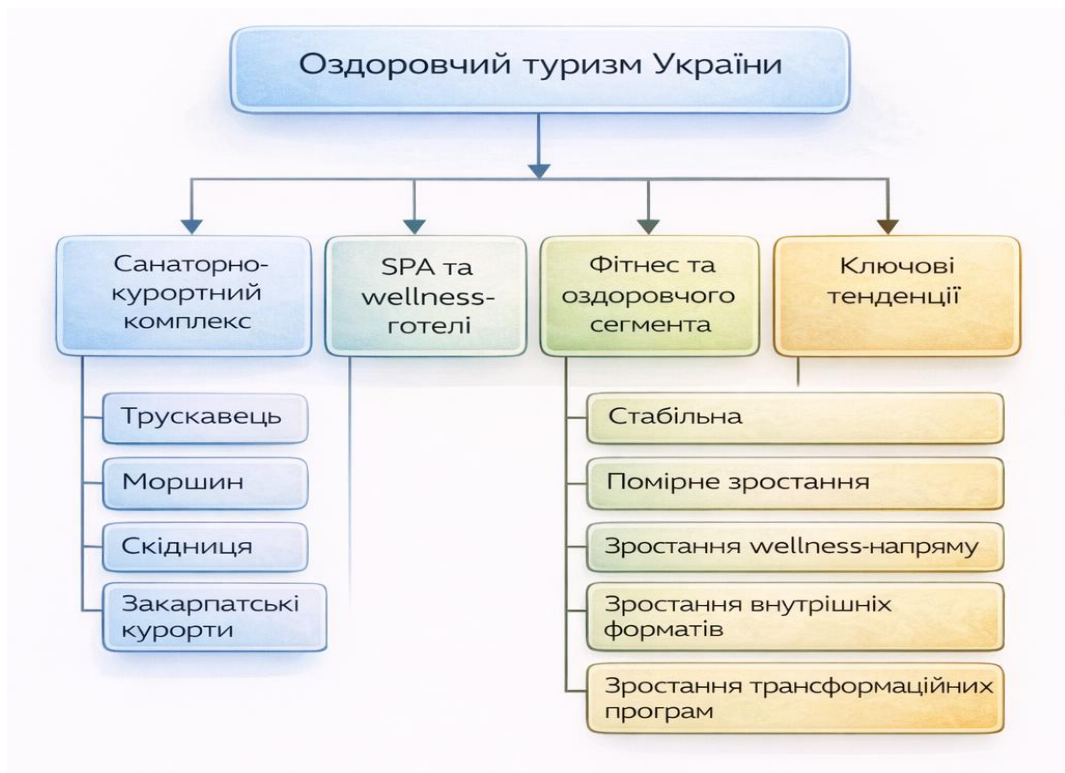 Оздоровчий туризм України
Санаторно-
курортний
комплекс
SPA та
wellness-
готелі
Фітнес та
оздоровчого
сегмента
Ключові
тенденції
Трускавець
Моршин
Скідниця
Закарпатські
курорти
Стабільна
Помірне зростання
Зростання wellness-напряму
Зростання внутрішніх
форматів
Зростання трансформаційних
програм